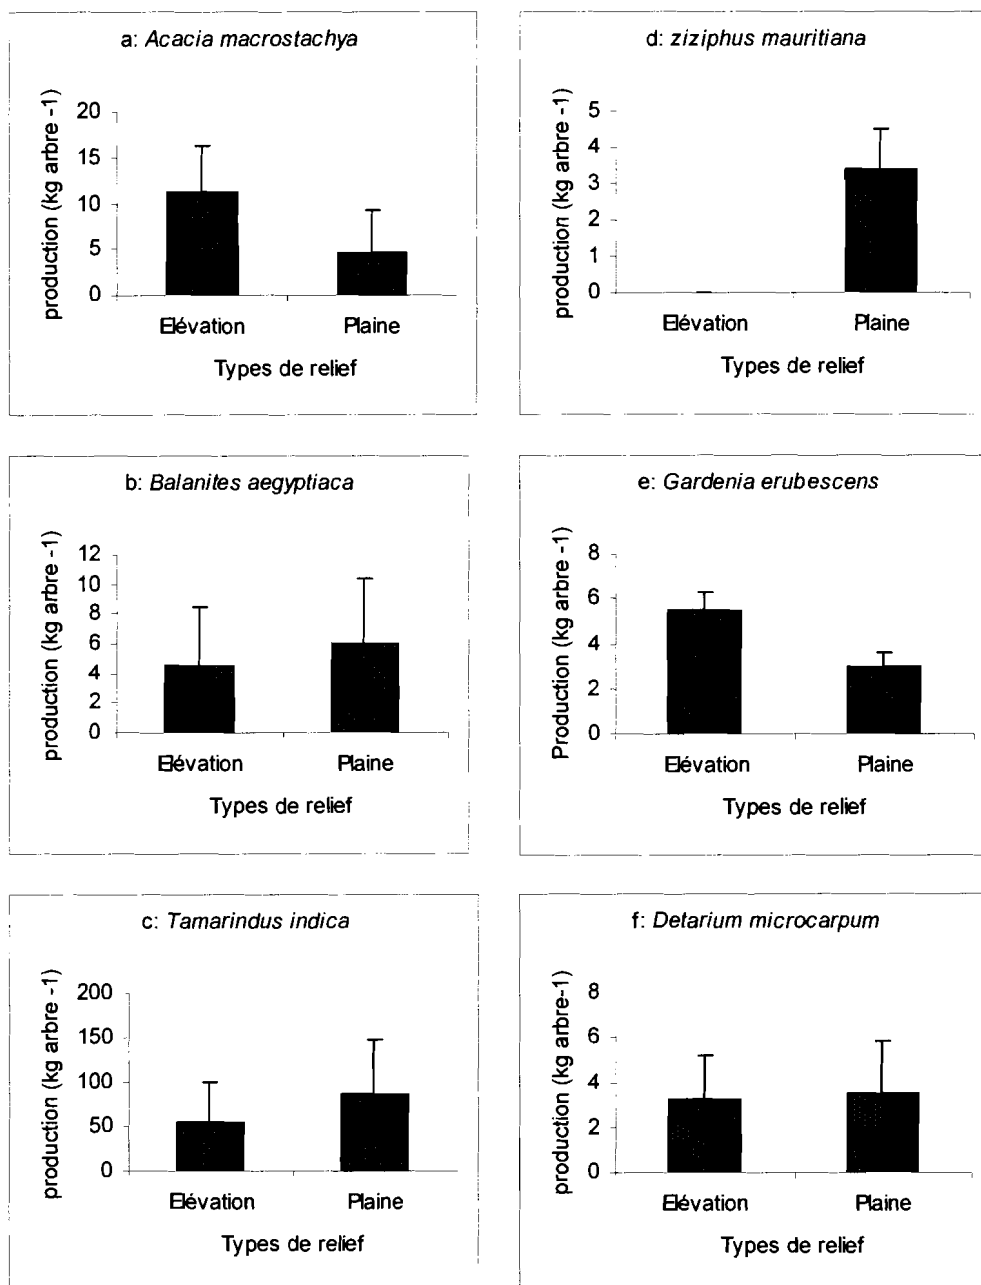 a: Acacia macrostachya
production (kg arbre -1)
20
15
10
5
0
Elévation
Plaine
Types de relief
d: ziziphus mauritiana
production (kg arbre -1)
5
4
3
2
1
0
Elévation
Plaine
Types de relief
b: Balanites aegyptiaca
production (kg arbre -1)
12
10
8
6
4
2
0
Elévation
Plaine
Types de relief
e: Gardenia erubescens
Production (kg arbre -1)
8
6
4
2
0
Elévation
Plaine
Types de relief
c: Tamarindus indica
production (kg arbre -1)
200
150
100
50
0
Elévation
Plaine
Types de relief
f: Detarium microcarpum
production (kg arbre-1)
8
6
4
2
0
Elévation
Plaine
Types de relief